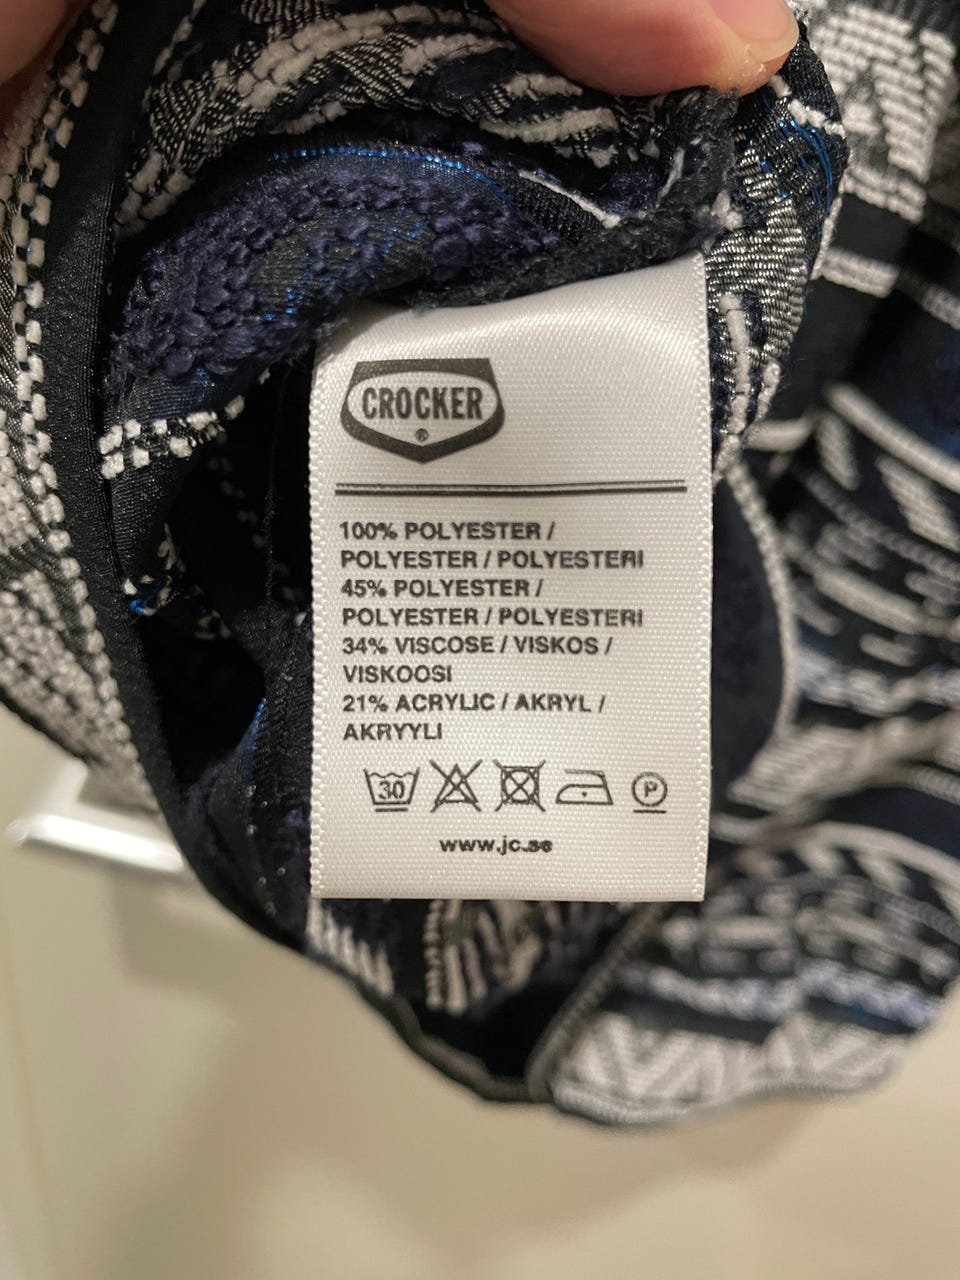 CROCKER
®
100% POLYESTER /
POLYESTER / POLYESTERI
45% POLYESTER /
POLYESTER / POLYESTERI
34% VISCOSE / VISKOS /
VISKOOSI
21% ACRYLIC / AKRYL /
AKRYYLI
30 P
www.jc.se